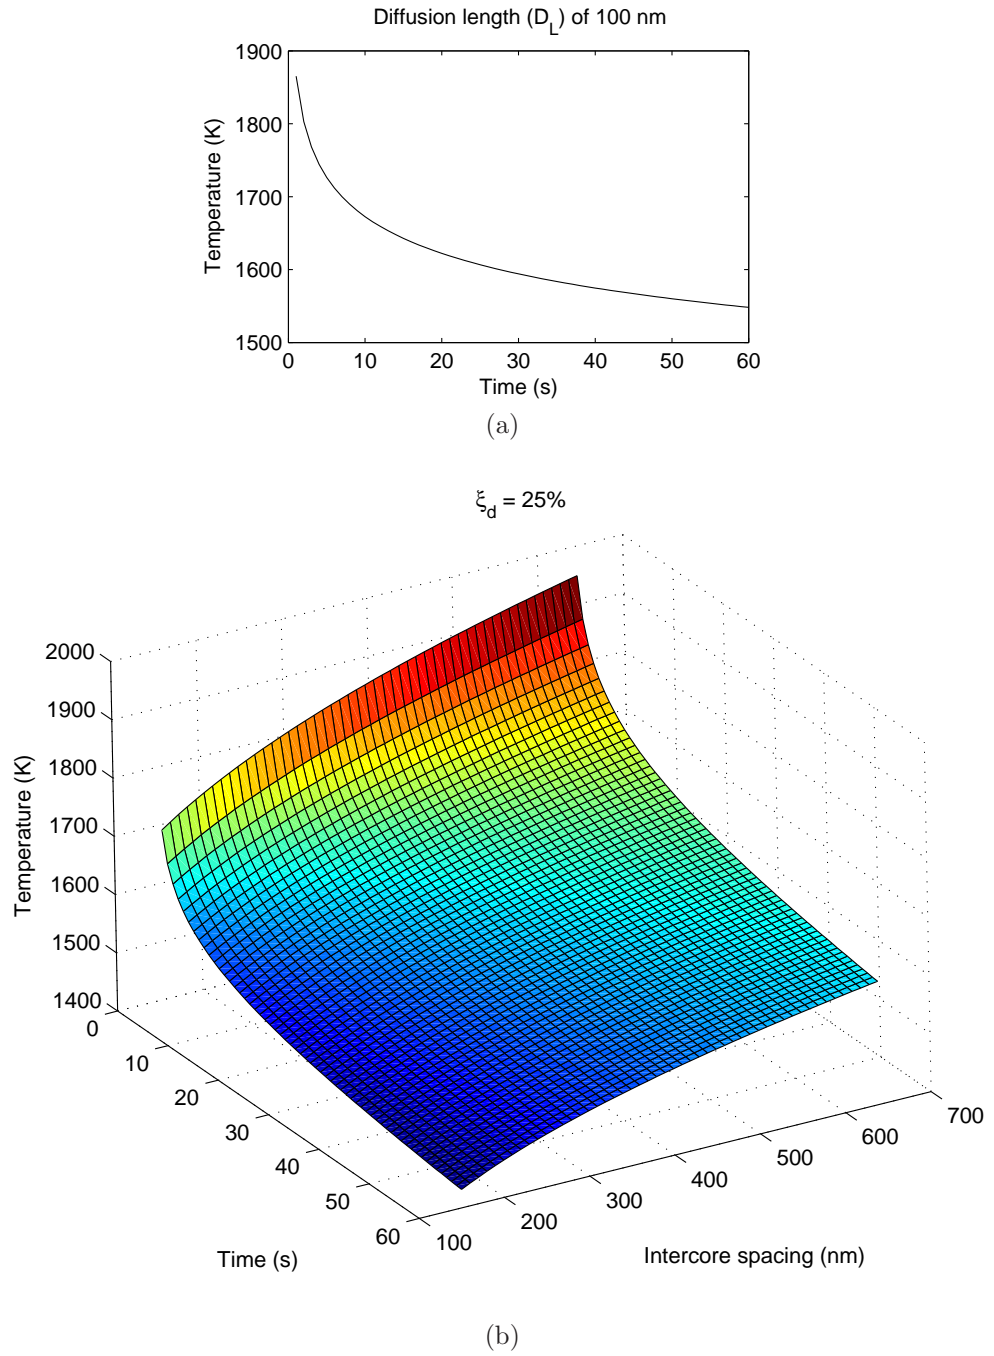 Diffusion length (D_L) of 100 nm
1900
1800
1700
1600
1500
Temperature (K)
0 10 20 30 40 50 60
Time (s)
(a)
ξ_d = 25%
2000
1900
1800
1700
1600
1500
1400
Temperature (K)
0
10
20
30
40
50
60
Time (s)
100
200
300
400
500
600
700
Intercore spacing (nm)
(b)